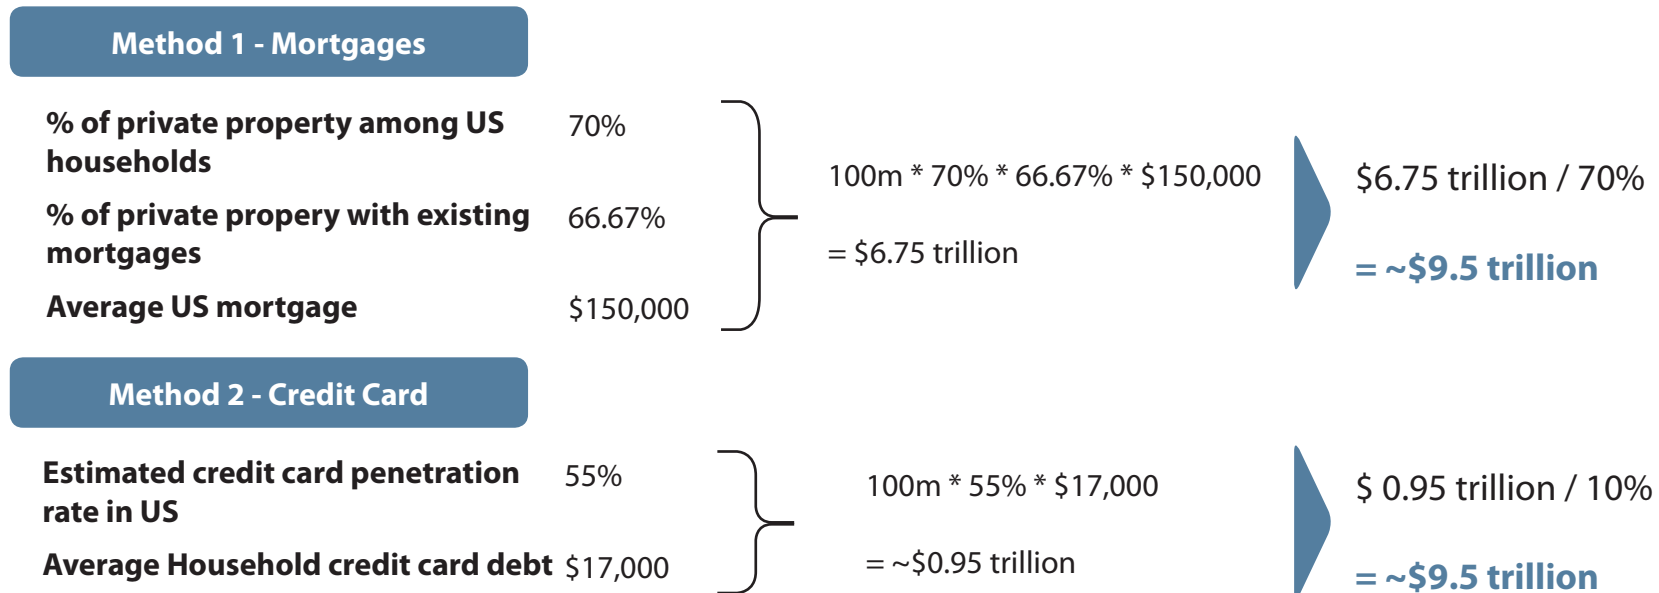 Method 1 - Mortgages
% of private property among US
households
70%
% of private propery with existing
mortgages
66.67%
Average US mortgage
$150,000
100m * 70% * 66.67% * $150,000
= $6.75 trillion
$6.75 trillion / 70%
= ~$9.5 trillion
Method 2 - Credit Card
Estimated credit card penetration
rate in US
55%
Average Household credit card debt
$17,000
100m * 55% * $17,000
= ~$0.95 trillion
$ 0.95 trillion / 10%
= ~$9.5 trillion